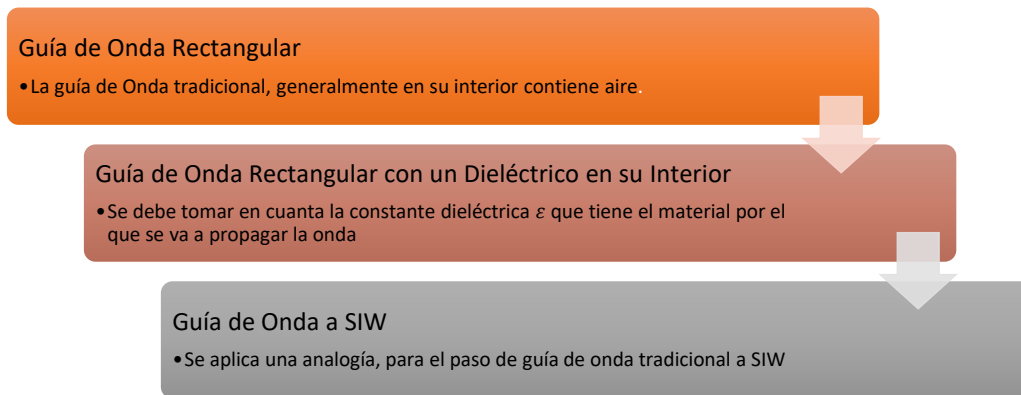 Guía de Onda Rectangular
•La guía de Onda tradicional, generalmente en su interior contiene aire.
Guía de Onda Rectangular con un Dieléctrico en su Interior
•Se debe tomar en cuanta la constante dieléctrica 𝜀 que tiene el material por el
que se va a propagar la onda
Guía de Onda a SIW
•Se aplica una analogía, para el paso de guía de onda tradicional a SIW